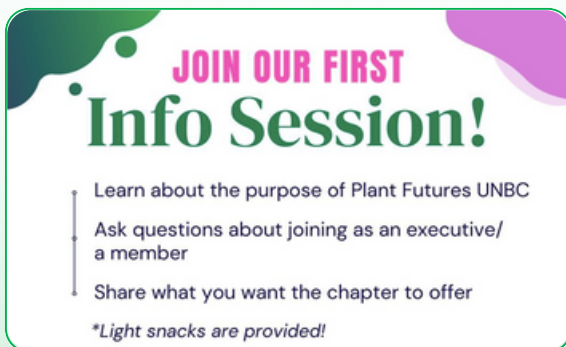 JOIN OUR FIRST
Info Session!
Learn about the purpose of Plant Futures UNBC
Ask questions about joining as an executive/
a member
Share what you want the chapter to offer
*Light snacks are provided!